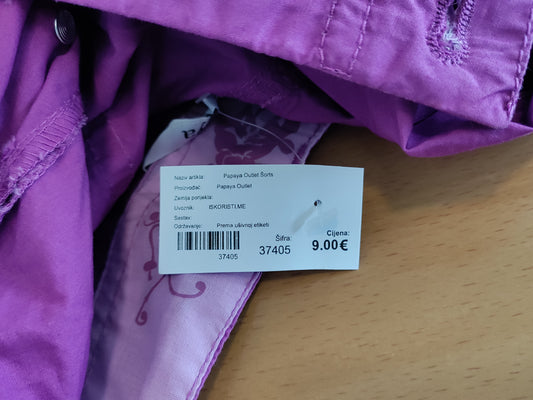 Naziv artikla: Papaya Outlet Šorts
Proizvođač: Papaya Outlet
Zemlja porijekla:
Uvoznik: ISKORISTI.ME
Sastav:
Održavanje: Prema ušivnoj etiketi
Šifra: Cijena:
37405 37405 9.00€